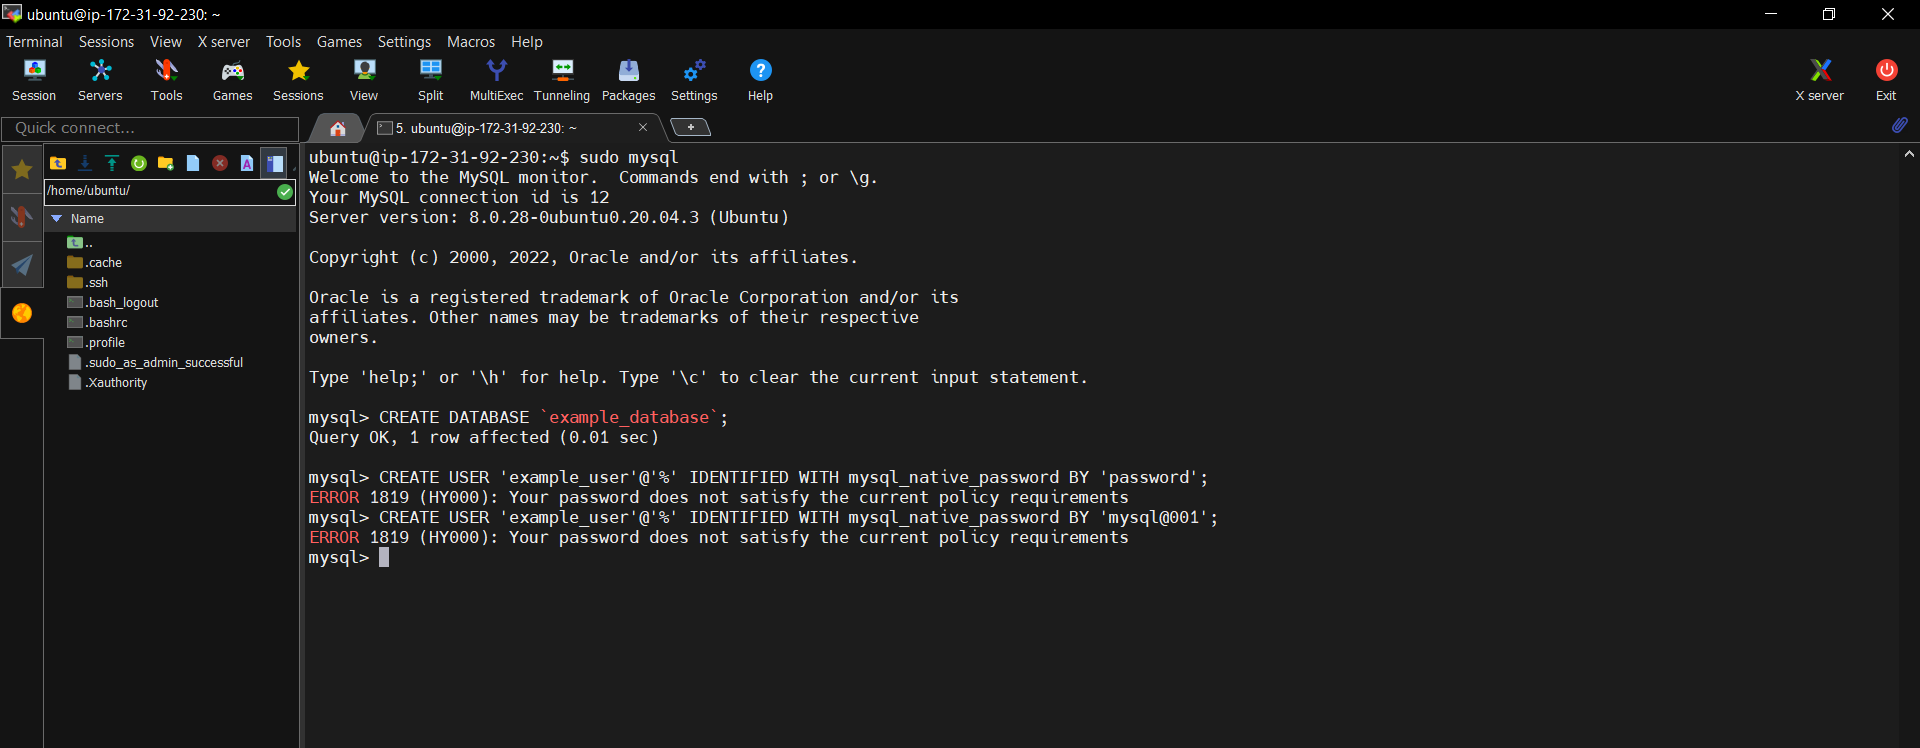 ubuntu@ip-172-31-92-230: ~
Terminal Sessions View X server Tools Games Settings Macros Help
Session Servers Tools Games Sessions View Split MultiExec Tunneling Packages Settings Help X server Exit
Quick connect...
5. ubuntu@ip-172-31-92-230: ~
/home/ubuntu/
Name
..
.cache
.ssh
.bash_logout
.bashrc
.profile
.sudo_as_admin_successful
.Xauthority
ubuntu@ip-172-31-92-230:~$ sudo mysql
Welcome to the MySQL monitor.  Commands end with ; or \g.
Your MySQL connection id is 12
Server version: 8.0.28-0ubuntu0.20.04.3 (Ubuntu)
Copyright (c) 2000, 2022, Oracle and/or its affiliates.
Oracle is a registered trademark of Oracle Corporation and/or its
affiliates. Other names may be trademarks of their respective
owners.
Type 'help;' or '\h' for help. Type '\c' to clear the current input statement.
mysql> CREATE DATABASE `example_database`;
Query OK, 1 row affected (0.01 sec)
mysql> CREATE USER 'example_user'@'%' IDENTIFIED WITH mysql_native_password BY 'password';
ERROR 1819 (HY000): Your password does not satisfy the current policy requirements
mysql> CREATE USER 'example_user'@'%' IDENTIFIED WITH mysql_native_password BY 'mysql@001';
ERROR 1819 (HY000): Your password does not satisfy the current policy requirements
mysql>